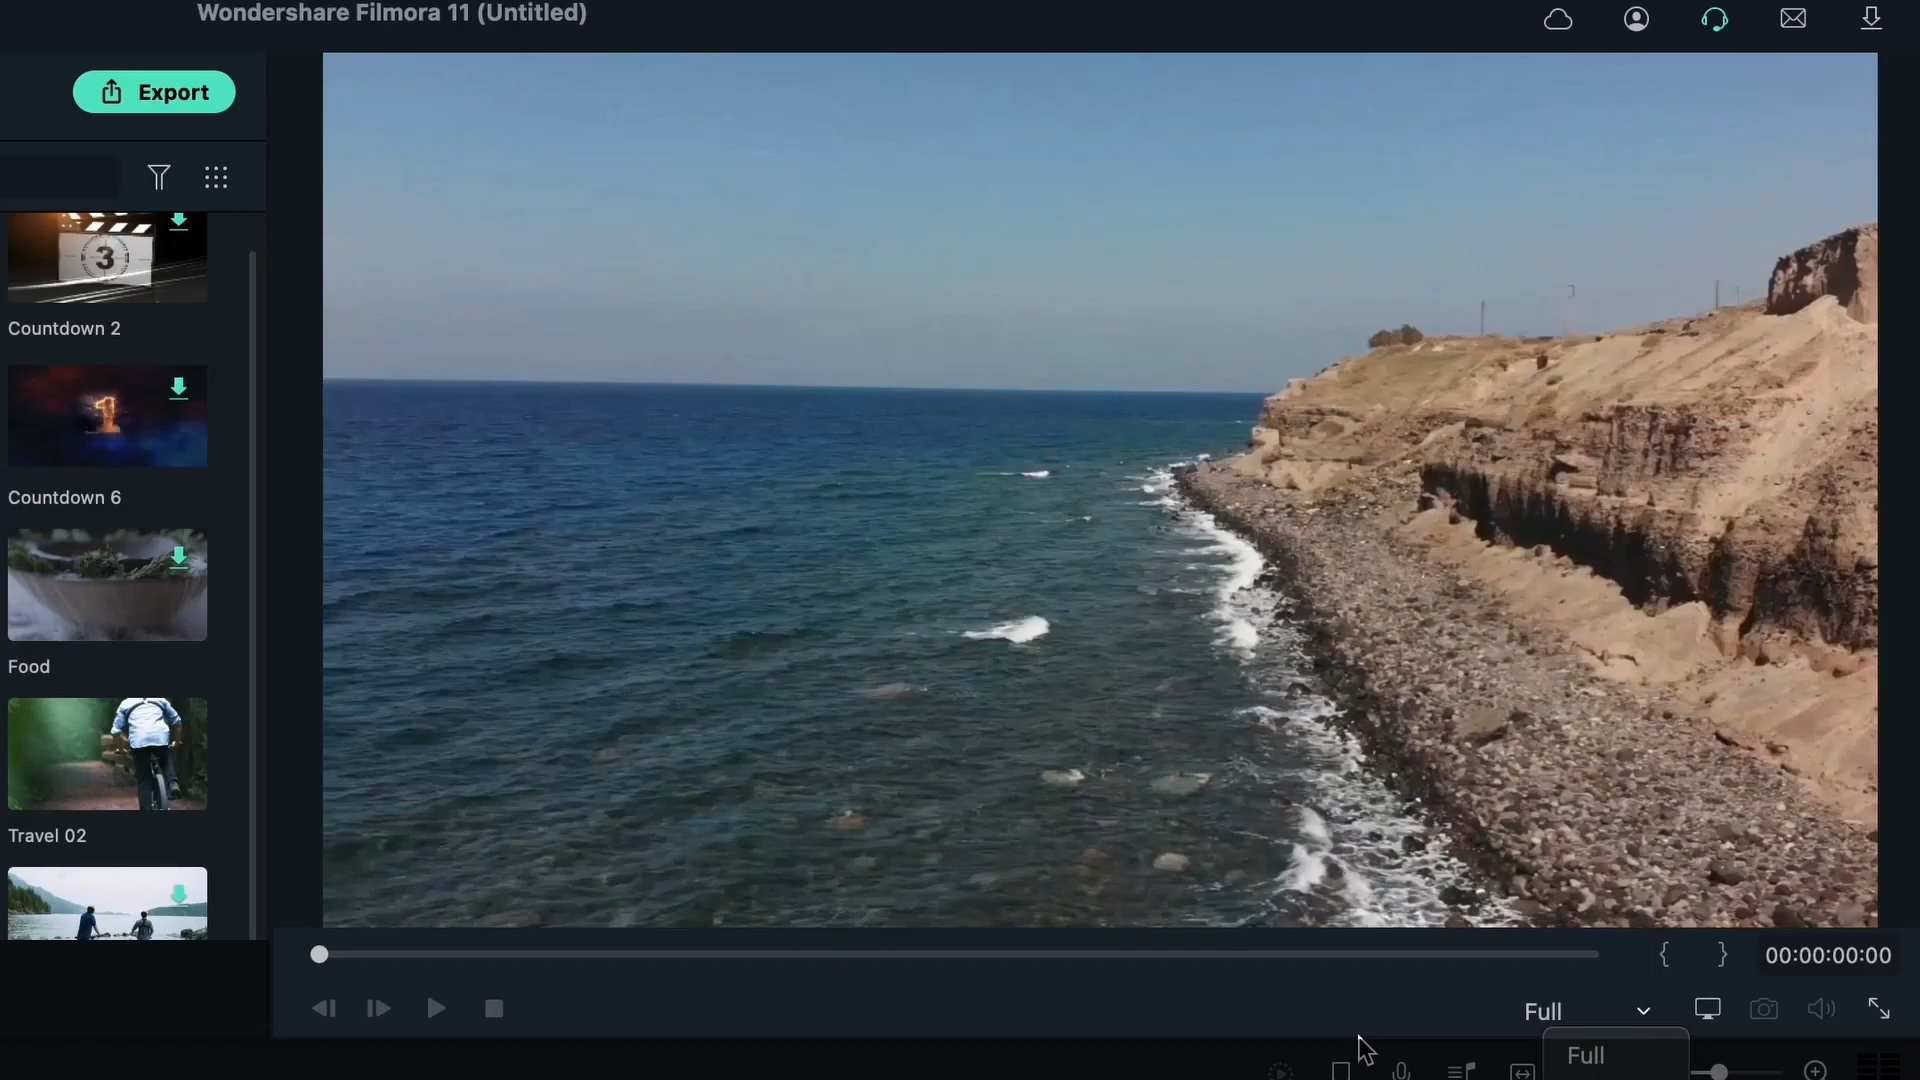 Wondershare Filmora 11 (Untitled)
Export
3
Countdown 2
1
Countdown 6
Food
Travel 02
{ } 00:00:00:00
Full
Full